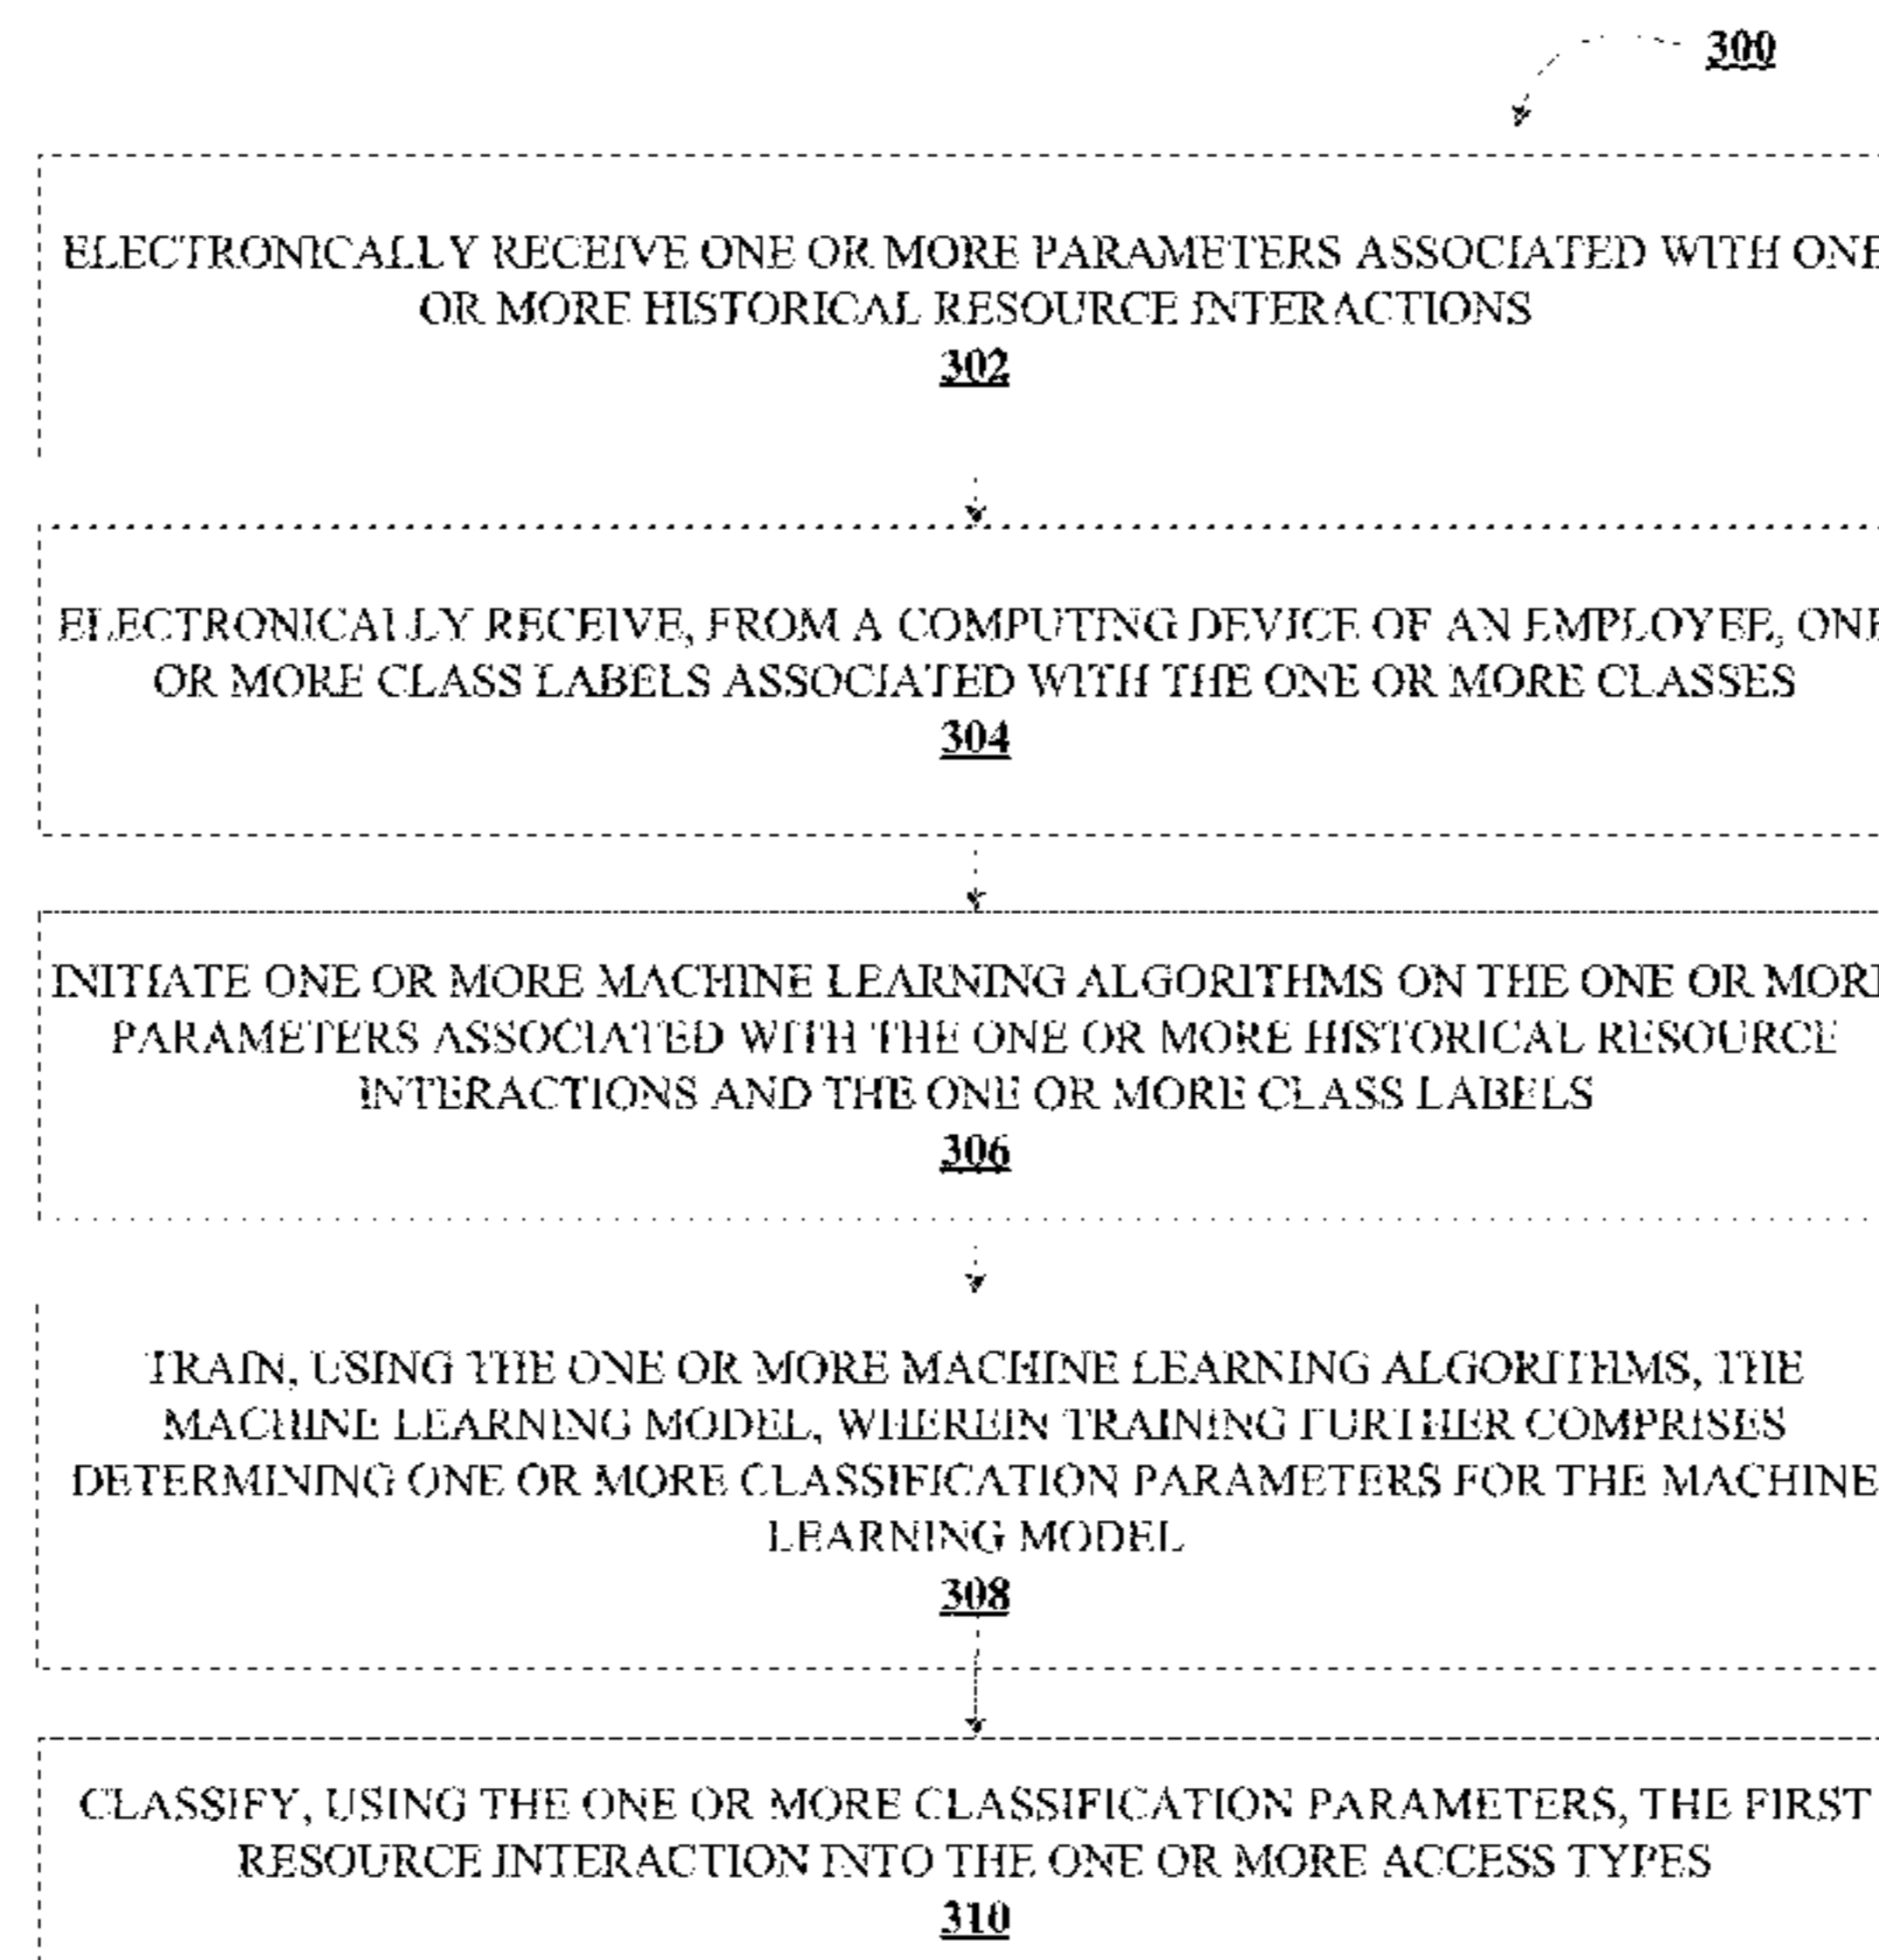 300
ELECTRONICALLY RECEIVE ONE OR MORE PARAMETERS ASSOCIATED WITH ONE
OR MORE HISTORICAL RESOURCE INTERACTIONS
302
ELECTRONICALLY RECEIVE, FROM A COMPUTING DEVICE OF AN EMPLOYEE, ONE
OR MORE CLASS LABELS ASSOCIATED WITH THE ONE OR MORE CLASSES
304
INITIATE ONE OR MORE MACHINE LEARNING ALGORITHMS ON THE ONE OR MORE
PARAMETERS ASSOCIATED WITH THE ONE OR MORE HISTORICAL RESOURCE
INTERACTIONS AND THE ONE OR MORE CLASS LABELS
306
TRAIN, USING THE ONE OR MORE MACHINE LEARNING ALGORITHMS, THE
MACHINE LEARNING MODEL, WHEREIN TRAINING FURTHER COMPRISES
DETERMINING ONE OR MORE CLASSIFICATION PARAMETERS FOR THE MACHINE
LEARNING MODEL
308
CLASSIFY, USING THE ONE OR MORE CLASSIFICATION PARAMETERS, THE FIRST
RESOURCE INTERACTION INTO THE ONE OR MORE ACCESS TYPES
310